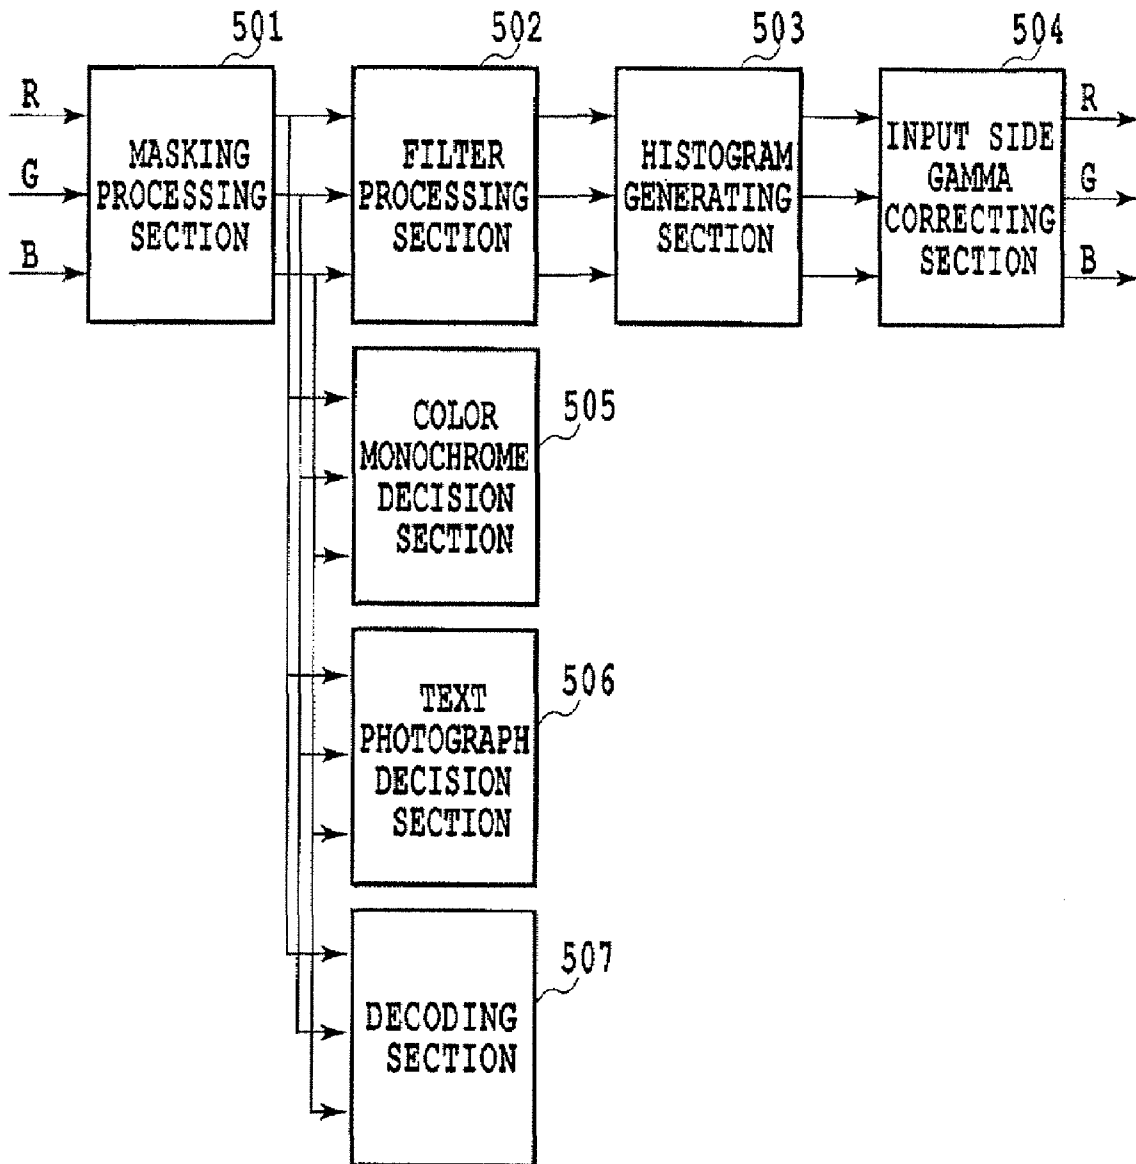 501
502
503
504
R
G
B
MASKING
PROCESSING
SECTION
FILTER
PROCESSING
SECTION
HISTOGRAM
GENERATING
SECTION
INPUT SIDE
GAMMA
CORRECTING
SECTION
R
G
B
505
COLOR
MONOCHROME
DECISION
SECTION
506
TEXT
PHOTOGRAPH
DECISION
SECTION
507
DECODING
SECTION